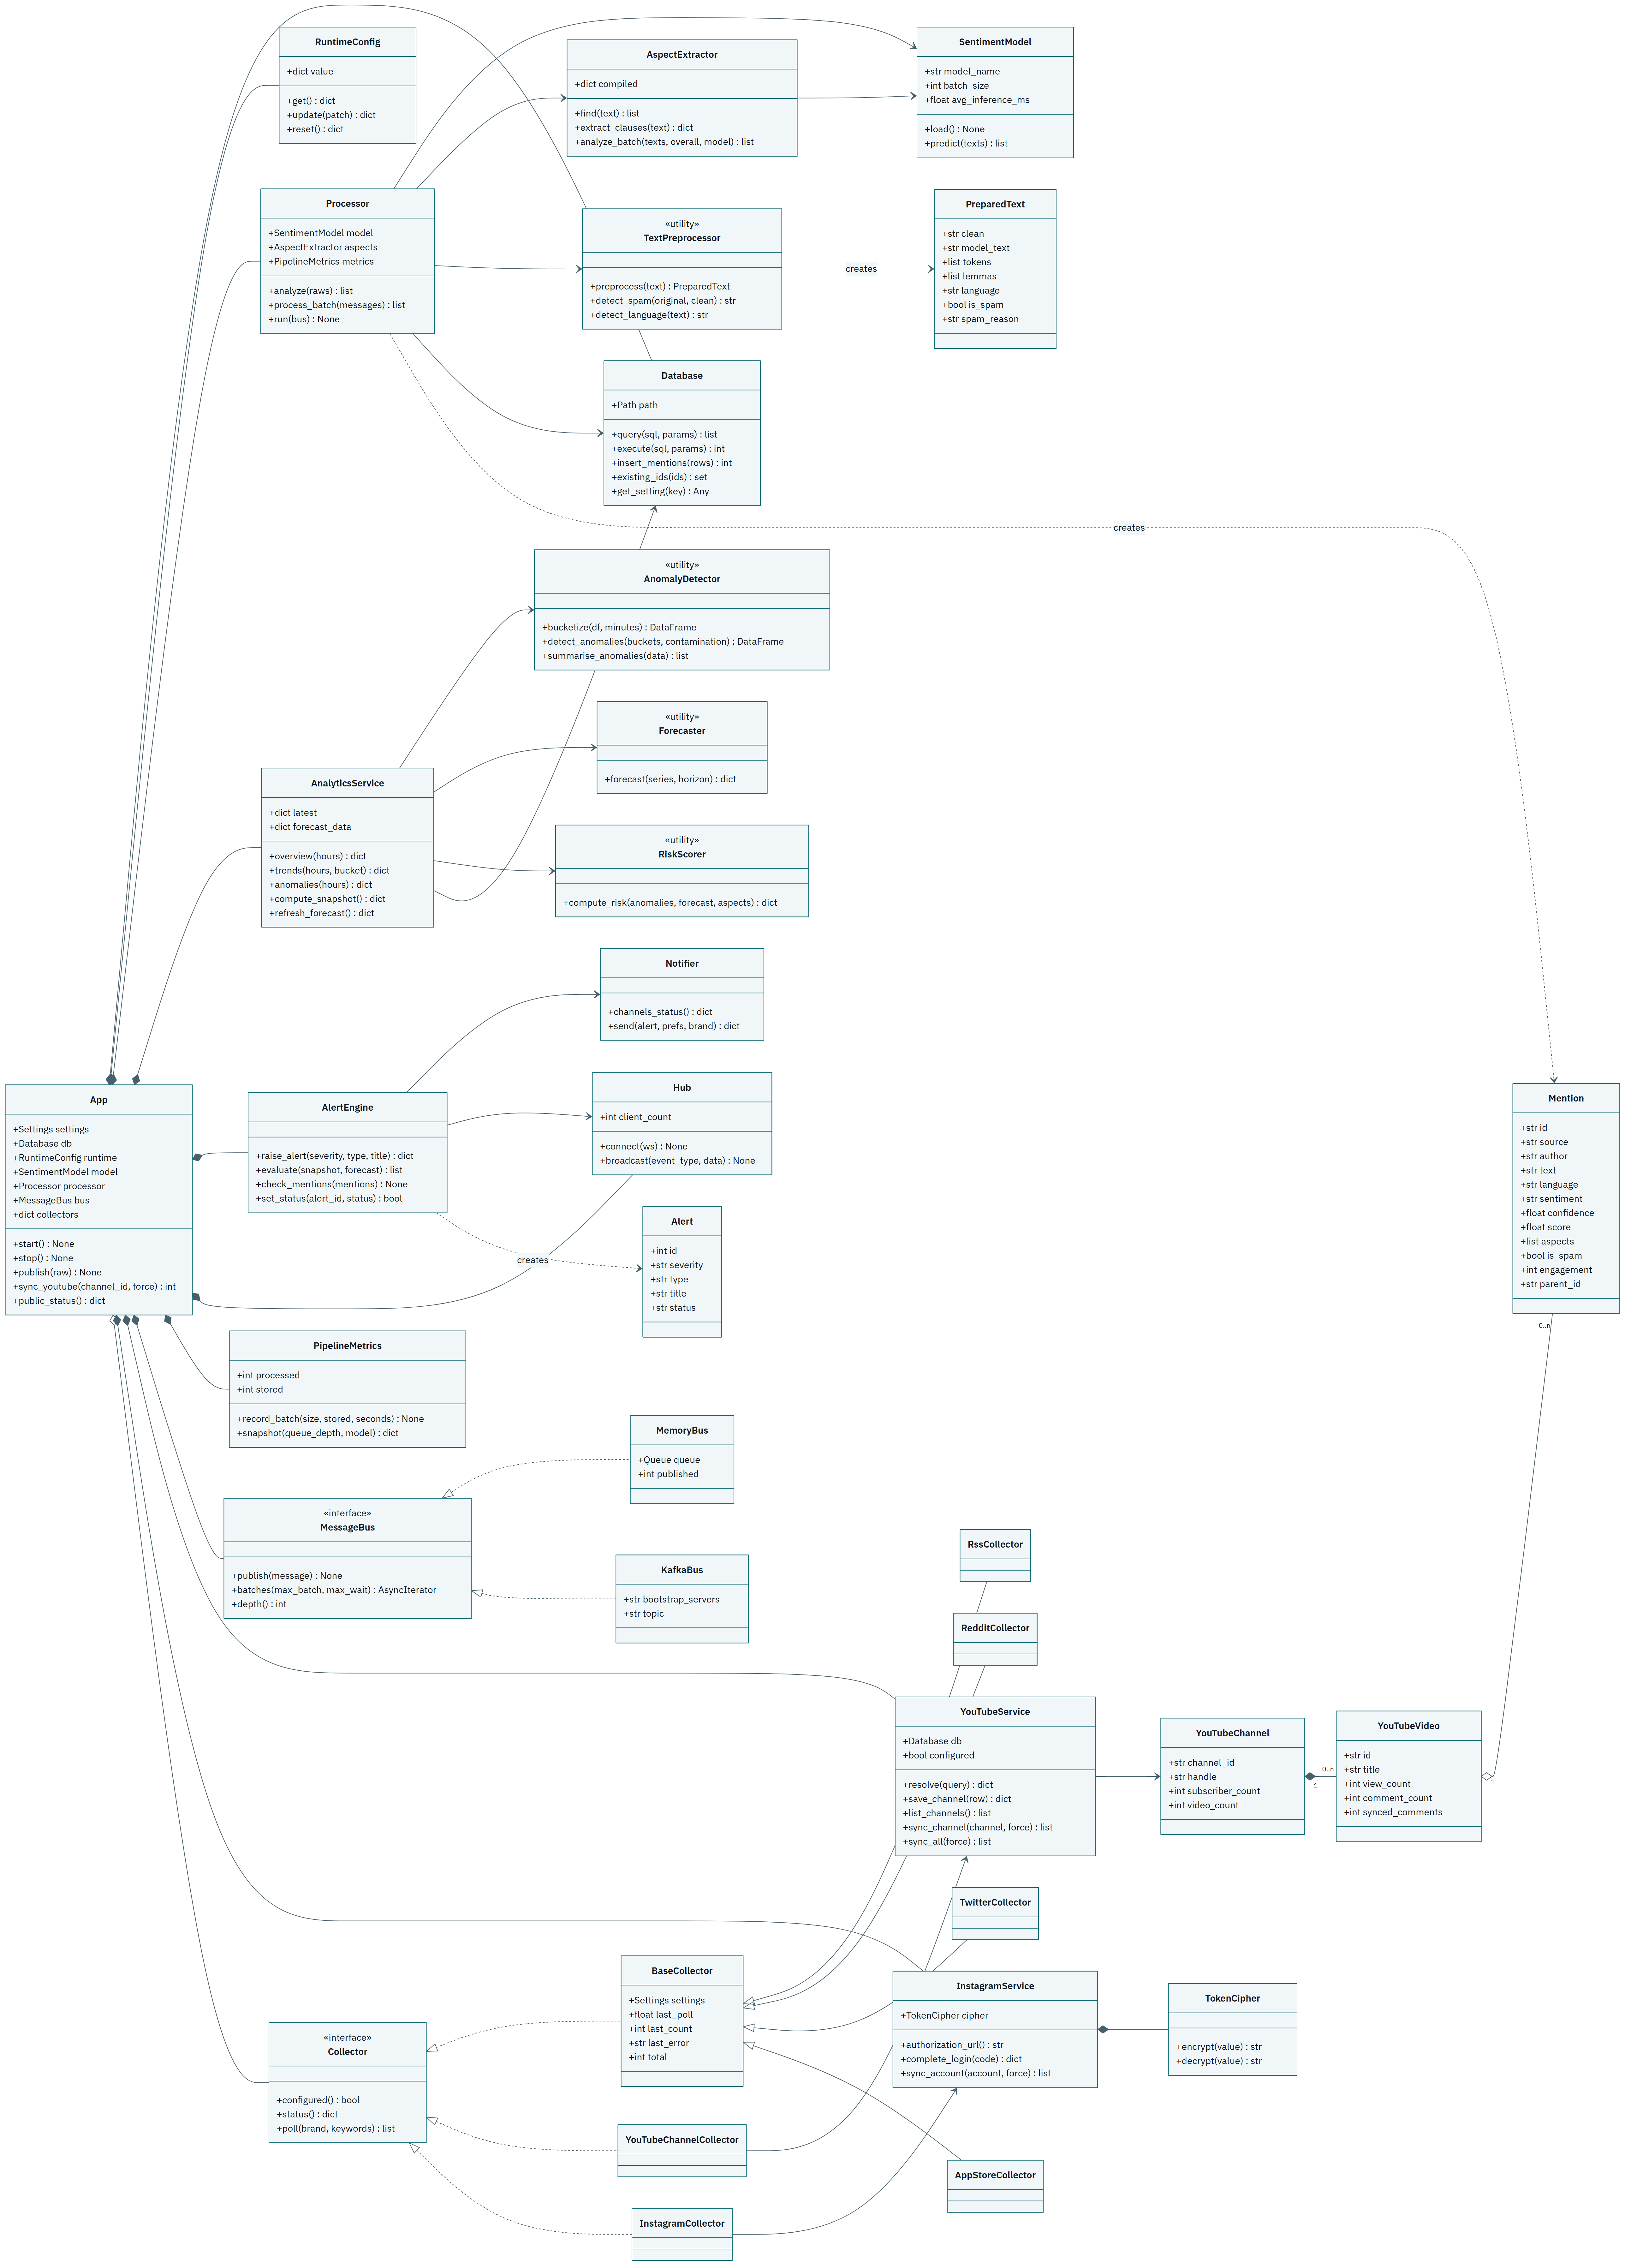 RuntimeConfig
+dict value
+get() : dict
+update(patch) : dict
+reset() : dict
AspectExtractor
+dict compiled
+find(text) : list
+extract_clauses(text) : dict
+analyze_batch(texts, overall, model) : list
SentimentModel
+str model_name
+int batch_size
+float avg_inference_ms
+load() : None
+predict(texts) : list
Processor
+SentimentModel model
+AspectExtractor aspects
+PipelineMetrics metrics
+analyze(raws) : list
+process_batch(messages) : list
+run(bus) : None
«utility»
TextPreprocessor
+preprocess(text) : PreparedText
+detect_spam(original, clean) : str
+detect_language(text) : str
creates
PreparedText
+str clean
+str model_text
+list tokens
+list lemmas
+str language
+bool is_spam
+str spam_reason
Database
+Path path
+query(sql, params) : list
+execute(sql, params) : int
+insert_mentions(rows) : int
+existing_ids(ids) : set
+get_setting(key) : Any
creates
«utility»
AnomalyDetector
+bucketize(df, minutes) : DataFrame
+detect_anomalies(buckets, contamination) : DataFrame
+summarise_anomalies(data) : list
«utility»
Forecaster
+forecast(series, horizon) : dict
AnalyticsService
+dict latest
+dict forecast_data
+overview(hours) : dict
+trends(hours, bucket) : dict
+anomalies(hours) : dict
+compute_snapshot() : dict
+refresh_forecast() : dict
«utility»
RiskScorer
+compute_risk(anomalies, forecast, aspects) : dict
Notifier
+channels_status() : dict
+send(alert, prefs, brand) : dict
App
+Settings settings
+Database db
+RuntimeConfig runtime
+SentimentModel model
+Processor processor
+MessageBus bus
+dict collectors
+start() : None
+stop() : None
+publish(raw) : None
+sync_youtube(channel_id, force) : int
+public_status() : dict
AlertEngine
+raise_alert(severity, type, title) : dict
+evaluate(snapshot, forecast) : list
+check_mentions(mentions) : None
+set_status(alert_id, status) : bool
Hub
+int client_count
+connect(ws) : None
+broadcast(event_type, data) : None
creates
Alert
+int id
+str severity
+str type
+str title
+str status
Mention
+str id
+str source
+str author
+str text
+str language
+str sentiment
+float confidence
+float score
+list aspects
+bool is_spam
+int engagement
+str parent_id
0..n
PipelineMetrics
+int processed
+int stored
+record_batch(size, stored, seconds) : None
+snapshot(queue_depth, model) : dict
MemoryBus
+Queue queue
+int published
«interface»
MessageBus
+publish(message) : None
+batches(max_batch, max_wait) : AsyncIterator
+depth() : int
KafkaBus
+str bootstrap_servers
+str topic
RssCollector
RedditCollector
YouTubeService
+Database db
+bool configured
+resolve(query) : dict
+save_channel(row) : dict
+list_channels() : list
+sync_channel(channel, force) : list
+sync_all(force) : list
YouTubeChannel
+str channel_id
+str handle
+int subscriber_count
+int video_count
1
0..n
YouTubeVideo
+str id
+str title
+int view_count
+int comment_count
+int synced_comments
1
TwitterCollector
BaseCollector
+Settings settings
+float last_poll
+int last_count
+str last_error
+int total
InstagramService
+TokenCipher cipher
+authorization_url() : str
+complete_login(code) : dict
+sync_account(account, force) : list
TokenCipher
+encrypt(value) : str
+decrypt(value) : str
«interface»
Collector
+configured() : bool
+status() : dict
+poll(brand, keywords) : list
YouTubeChannelCollector
AppStoreCollector
InstagramCollector